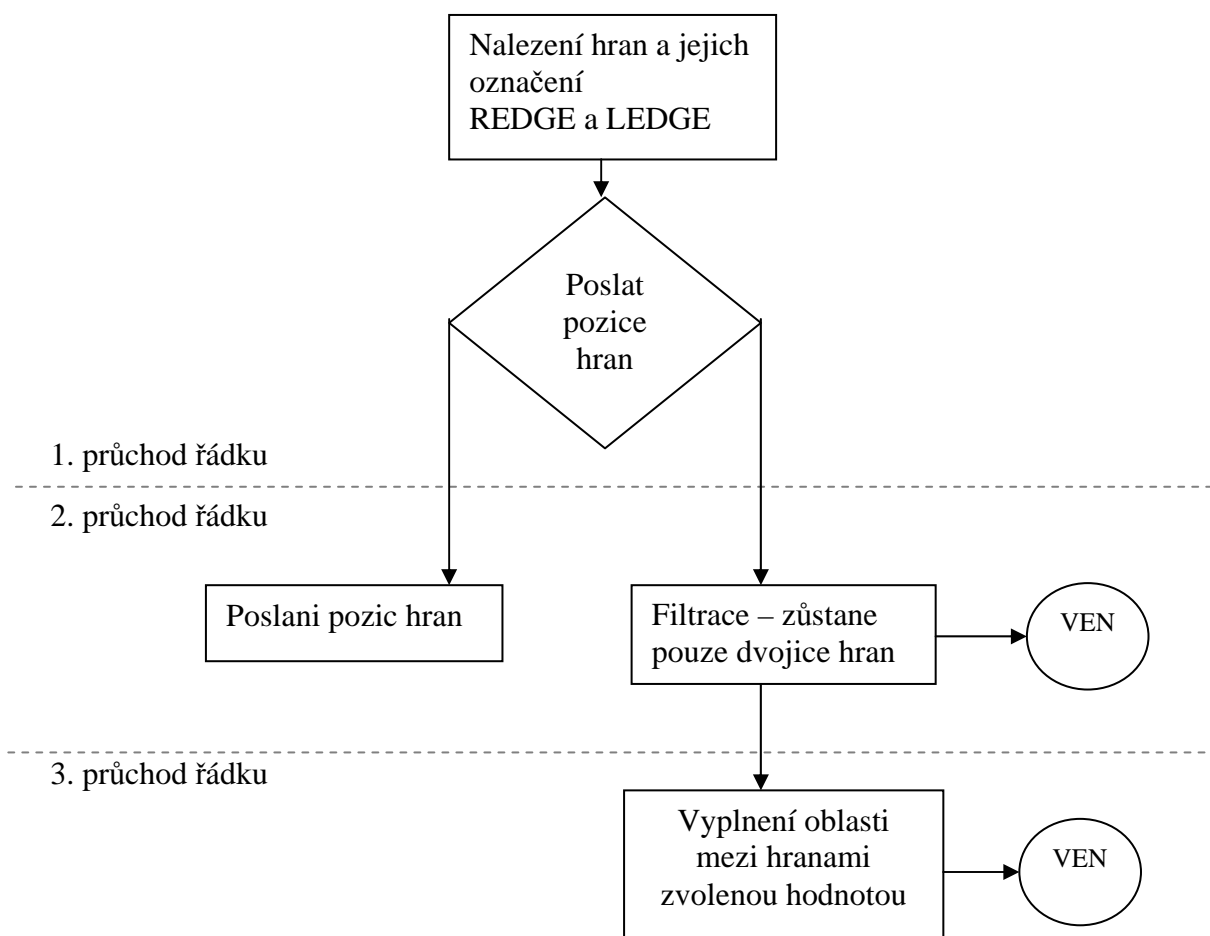 Nalezení hran a jejich
označení
REDGE a LEDGE
Poslat
pozice
hran
1. průchod řádku
2. průchod řádku
Poslani pozic hran
Filtrace – zůstane
pouze dvojice hran
VEN
3. průchod řádku
Vyplnení oblasti
mezi hranami
zvolenou hodnotou
VEN